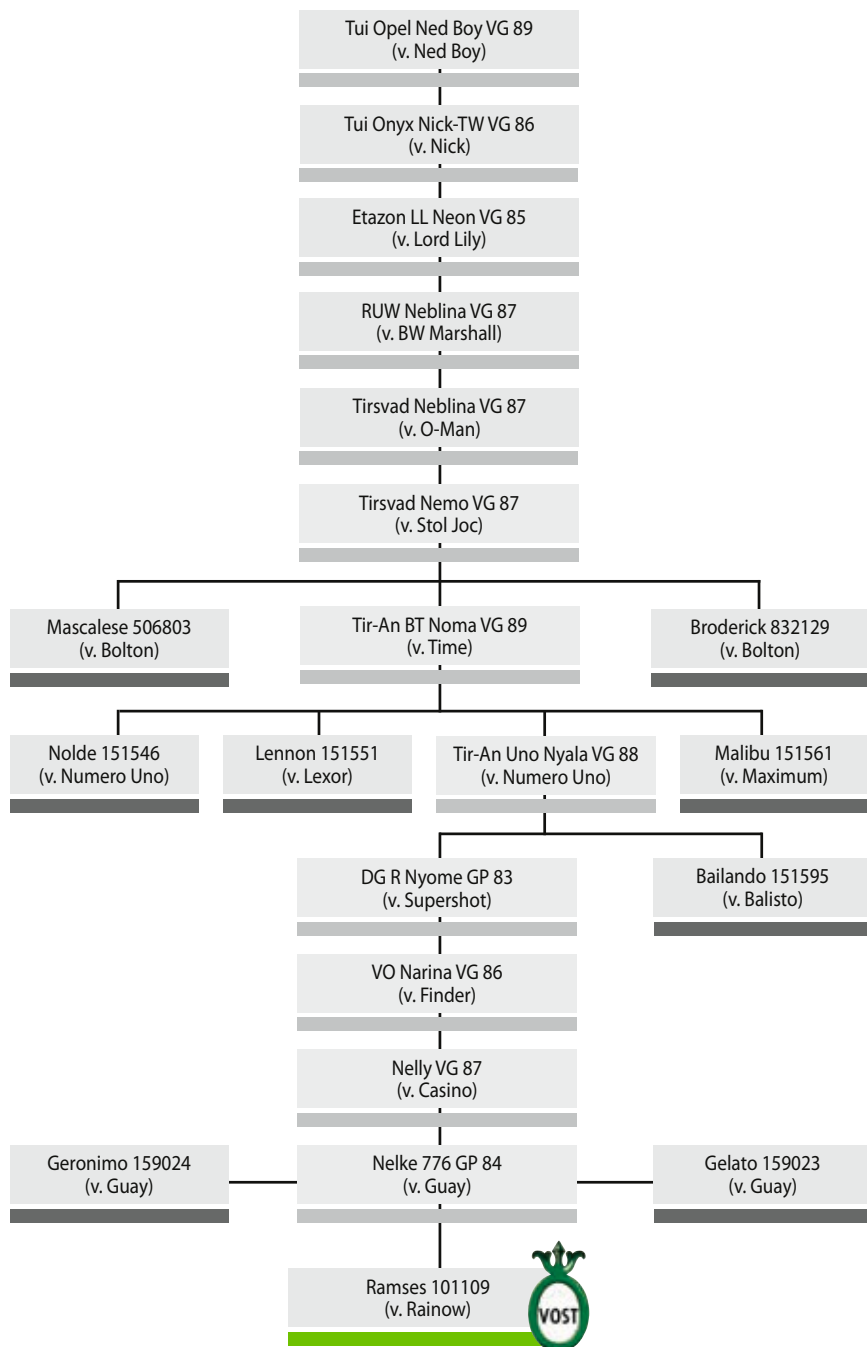 Tui Opel Ned Boy VG 89
(v. Ned Boy)
Tui Onyx Nick-TW VG 86
(v. Nick)
Etazon LL Neon VG 85
(v. Lord Lily)
RUW Neblina VG 87
(v. BW Marshall)
Tirsvad Neblina VG 87
(v. O-Man)
Tirsvad Nemo VG 87
(v. Stol Joc)
Mascalese 506803
(v. Bolton)
Tir-An BT Noma VG 89
(v. Time)
Broderick 832129
(v. Bolton)
Nolde 151546
(v. Numero Uno)
Lennon 151551
(v. Lexor)
Tir-An Uno Nyala VG 88
(v. Numero Uno)
Malibu 151561
(v. Maximum)
DG R Nyome GP 83
(v. Supershot)
Bailando 151595
(v. Balisto)
VO Narina VG 86
(v. Finder)
Nelly VG 87
(v. Casino)
Geronimo 159024
(v. Guay)
Nelke 776 GP 84
(v. Guay)
Gelato 159023
(v. Guay)
Ramses 101109
(v. Rainow)
VOST